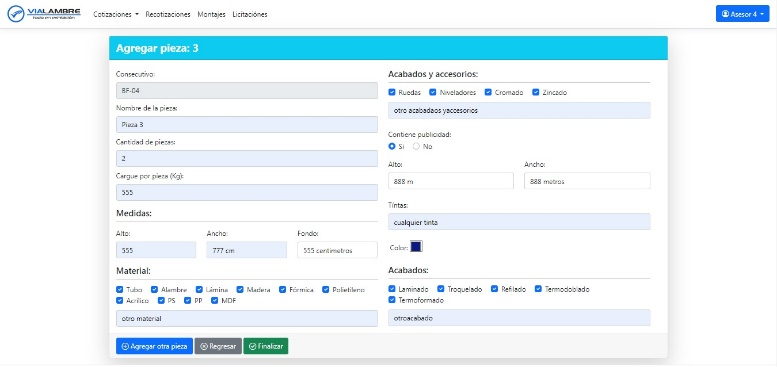 VIALAMBRE
Cotizaciones Recotizaciones Montajes Licitaciónes
Asesor 4
Agregar pieza: 3
Consecutivo:
BF-04
Nombre de la pieza:
Pieza 3
Cantidad de piezas:
2
Cargue por pieza (Kg):
555
Medidas:
Alto: Ancho: Fondo:
555 777 cm 555 centimetros
Material:
Tubo Alambre Lámina Madera Fórmica Polietileno
Acrílico PS PP MDF
otro material
Acabados y accesorios:
Ruedas Niveladores Cromado Zincado
otro acabadaos yaccesorios
Contiene publicidad:
Si No
Alto: Ancho:
888 m 888 metros
Tintas:
cualquier tinta
Color:
Acabados:
Laminado Troquelado Refilado Termodoblado
Termoformado
otroacabado
Agregar otra pieza Regresar Finalizar